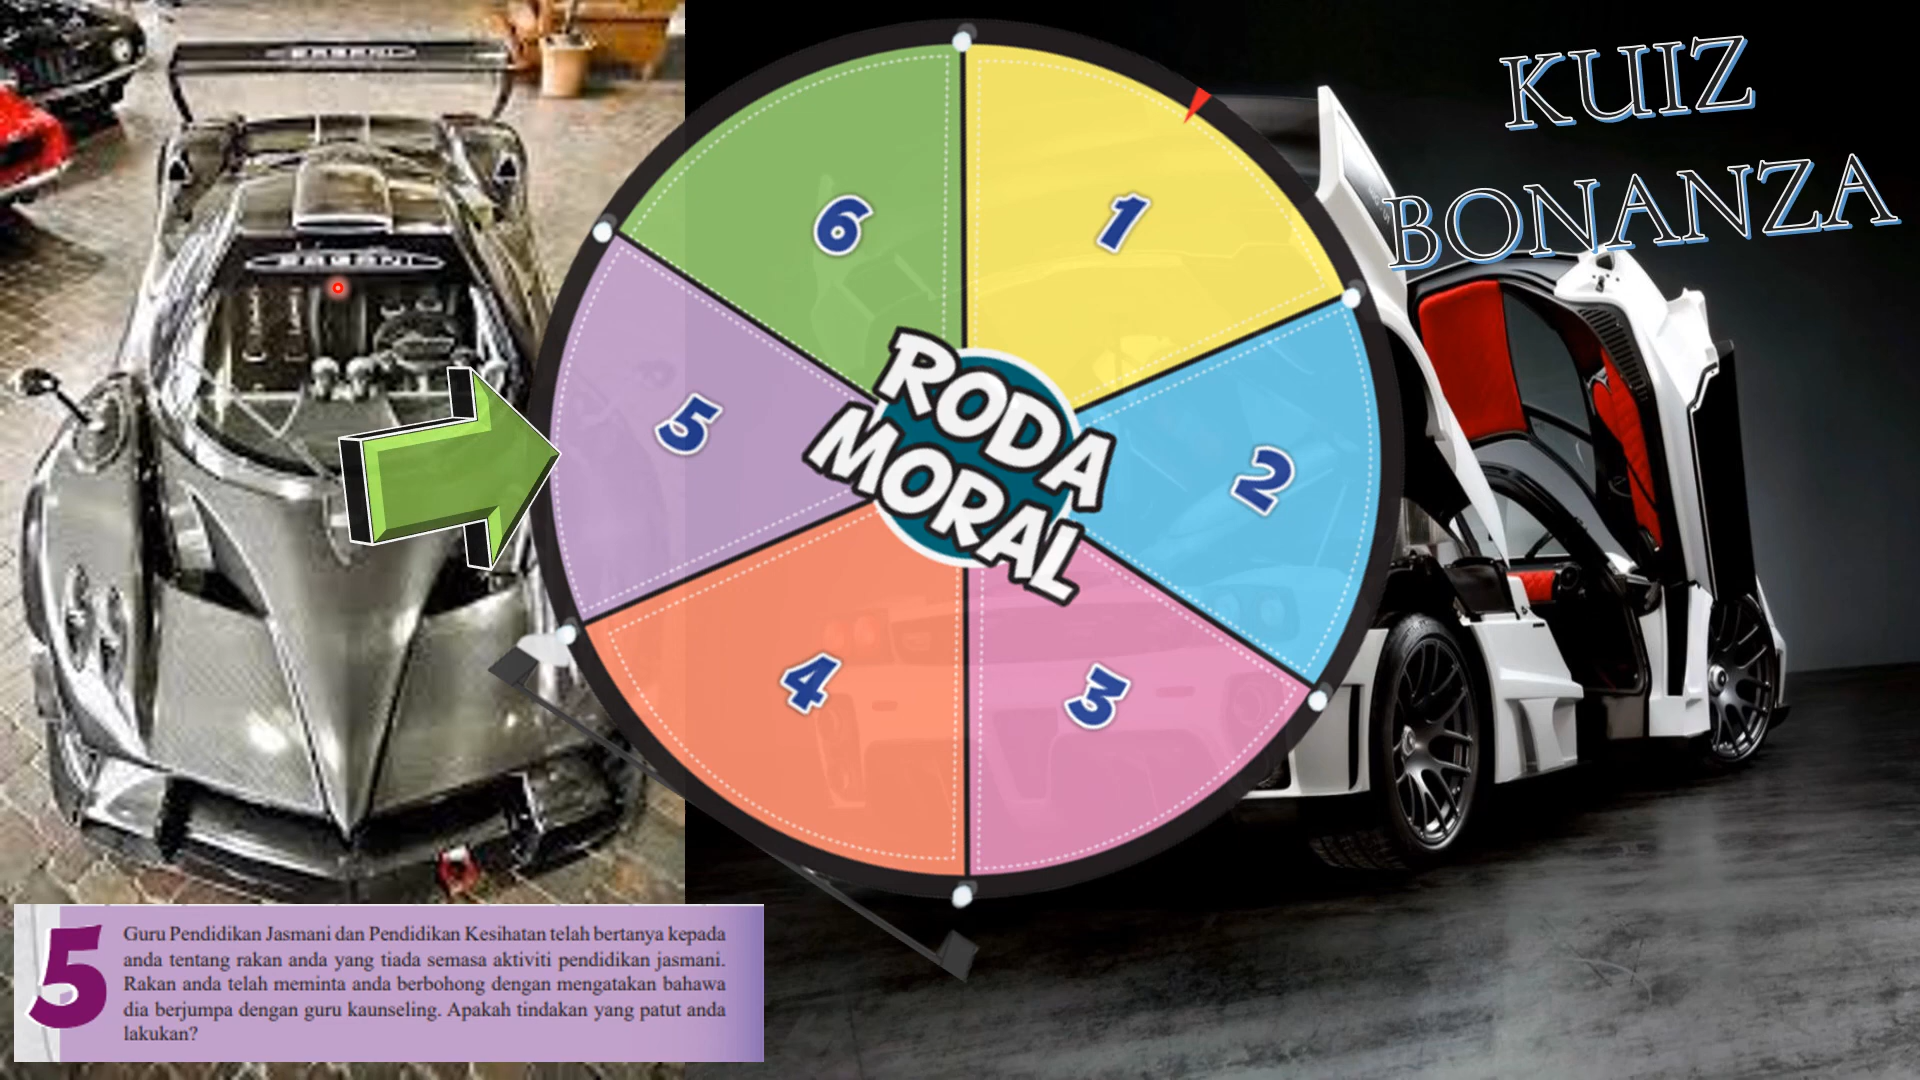 KUIZ
BONANZA
6
1
5
2
4
3
RODA
MORAL
5
Guru Pendidikan Jasmani dan Pendidikan Kesihatan telah bertanya kepada
anda tentang rakan anda yang tiada semasa aktiviti pendidikan jasmani.
Rakan anda telah meminta anda berbohong dengan mengatakan bahawa
dia berjumpa dengan guru kaunseling. Apakah tindakan yang patut anda
lakukan?